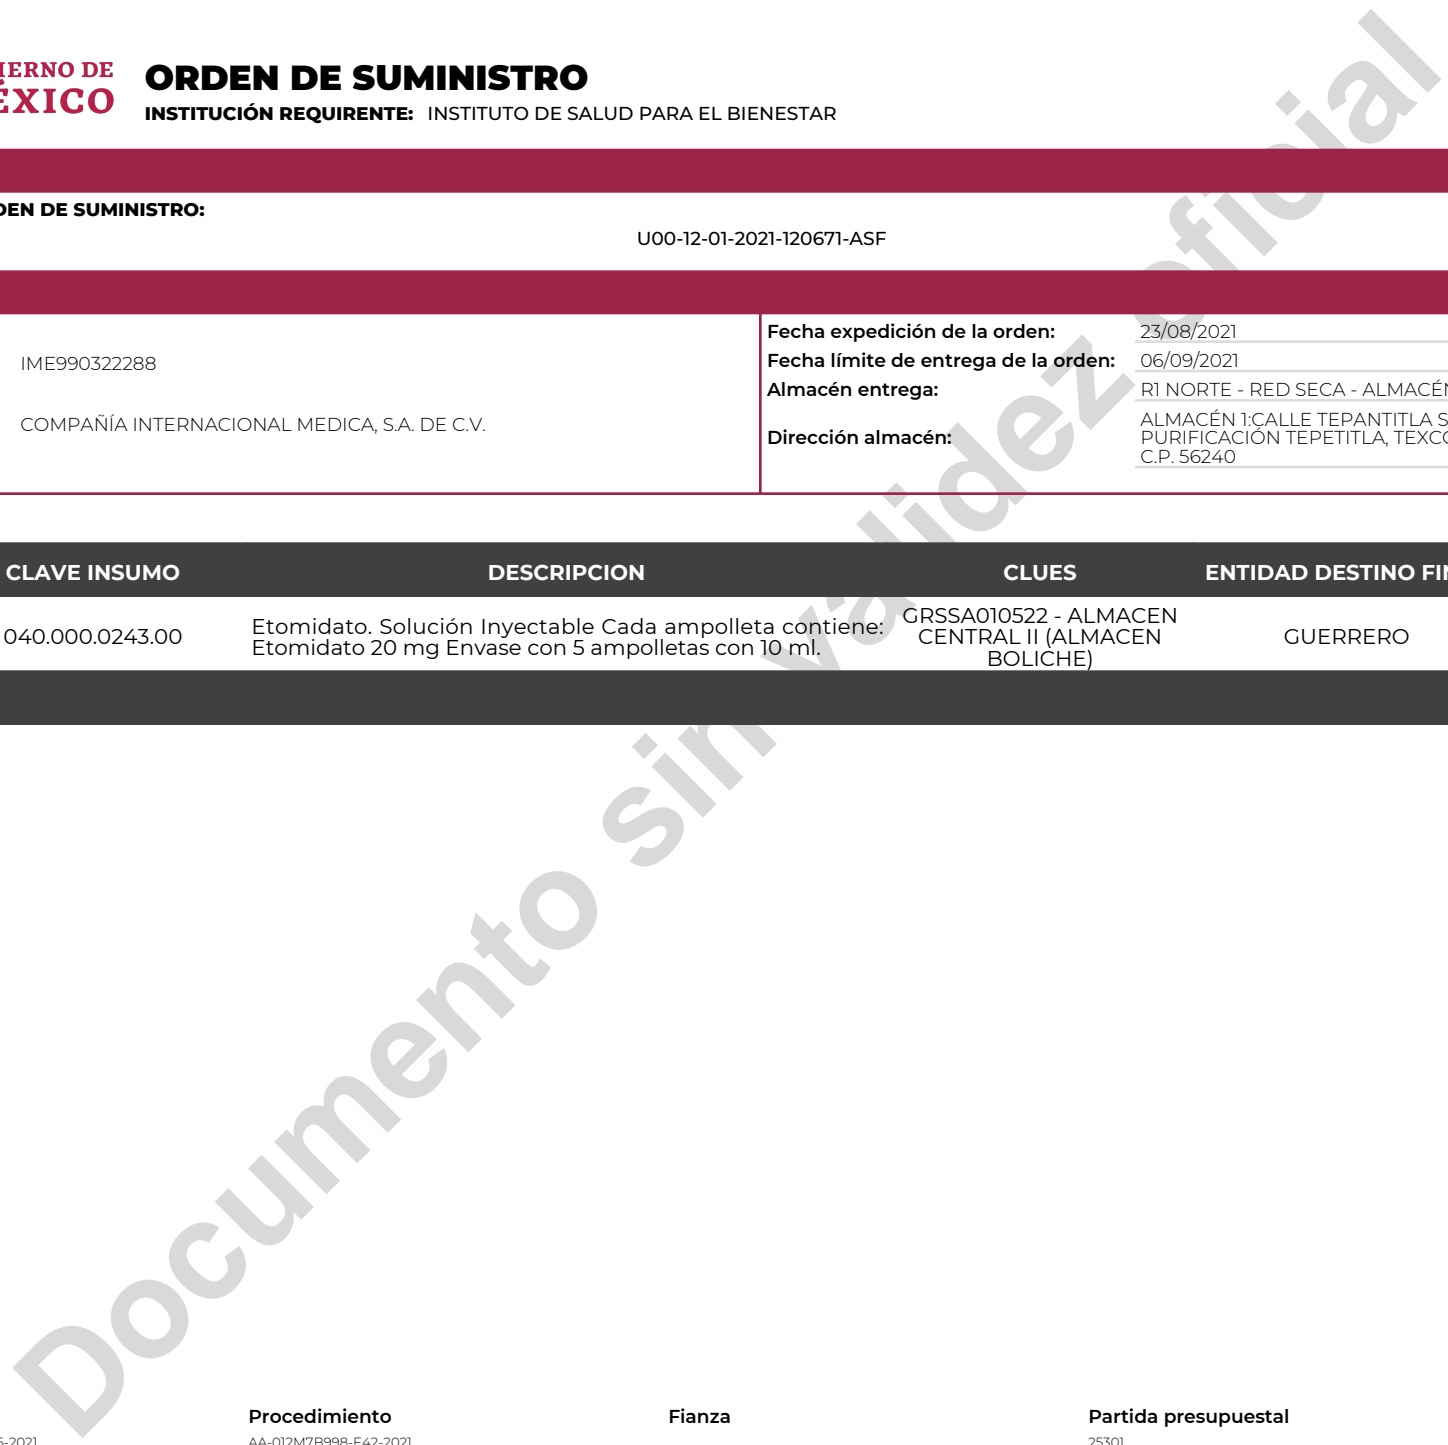 ORDEN DE SUMINISTRO
INSTITUCIÓN REQUIRENTE: INSTITUTO DE SALUD PARA EL BIENESTAR
DE
DE SUMINISTRO:
U00-12-01-2021-120671-ASF
IME990322288
COMPAÑÍA INTERNACIONAL MEDICA, S.A. DE C.V.
Fecha expedición de la orden: 23/08/2021
Fecha límite de entrega de la orden: 06/09/2021
Almacén entrega: R1 NORTE - RED SECA - ALMACÉN
Dirección almacén: ALMACÉN 1:CALLE TEPANTITLA
PURIFICACIÓN TEPETITLA,
C.P. 56240
CLAVE INSUMO DESCRIPCION CLUES ENTIDAD DESTINO
040.000.0243.00
Etomidato. Solución Inyectable Cada ampolleta contiene:
Etomidato 20 mg Envase con 5 ampolletas con 10 ml.
GRSSA010522 - ALMACEN
CENTRAL II (ALMACEN
BOLICHE)
GUERRERO
Documento sin validez oficial
Procedimiento Fianza Partida presupuestal
AA-012M7B998-E42-2021 25301